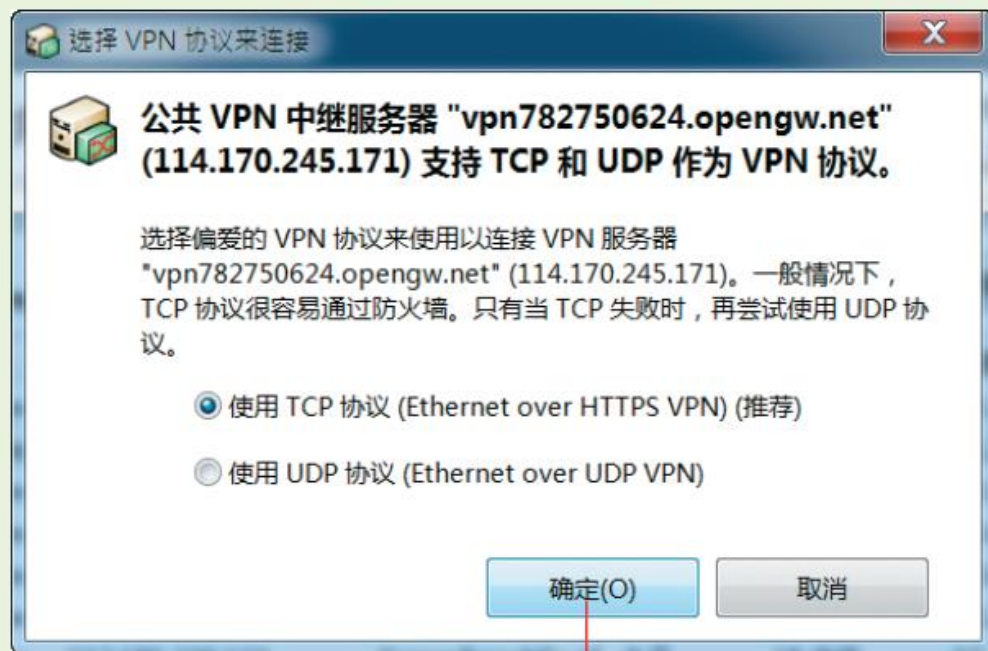 选择 VPN 协议来连接
公共 VPN 中继服务器 "vpn782750624.opengw.net"
(114.170.245.171) 支持 TCP 和 UDP 作为 VPN 协议。
选择偏爱的 VPN 协议来使用以连接 VPN 服务器
"vpn782750624.opengw.net" (114.170.245.171)。一般情况下，
TCP 协议很容易通过防火墙。只有当 TCP 失败时，再尝试使用 UDP 协
议。
使用 TCP 协议 (Ethernet over HTTPS VPN) (推荐)
使用 UDP 协议 (Ethernet over UDP VPN)
确定(O)
取消